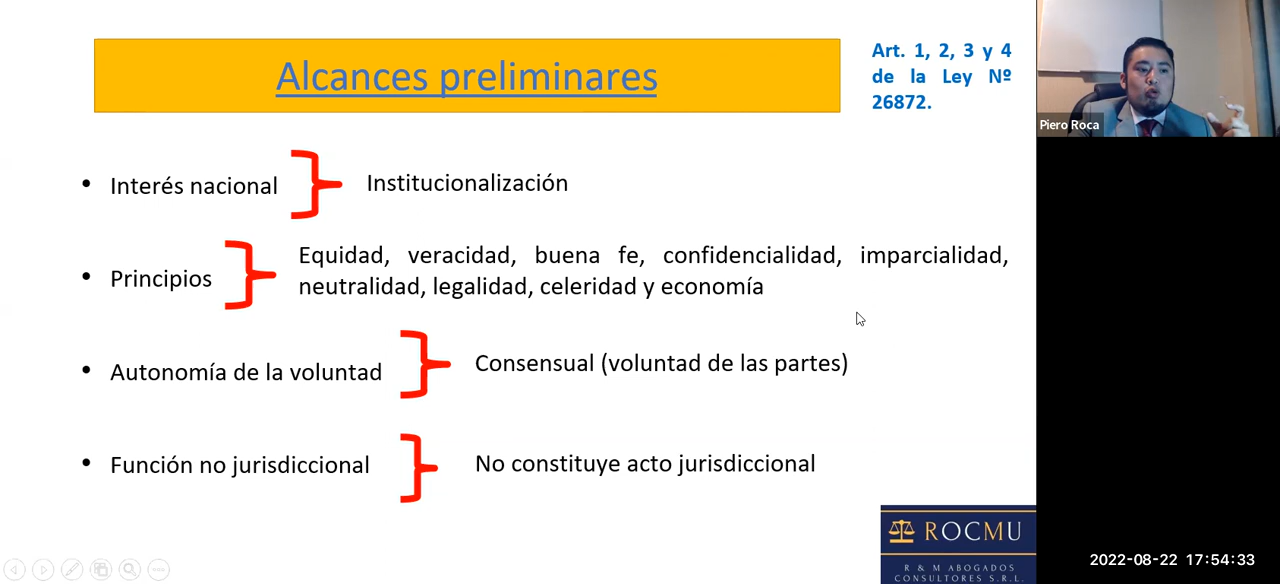 Alcances preliminares
Art. 1, 2, 3 y 4
de la Ley Nº
26872.
Piero Roca
• Interés nacional
Institucionalización
• Principios
Equidad, veracidad, buena fe, confidencialidad, imparcialidad,
neutralidad, legalidad, celeridad y economía
• Autonomía de la voluntad
Consensual (voluntad de las partes)
• Función no jurisdiccional
No constituye acto jurisdiccional
ROCMU
R & M ABOGADOS
CONSULTORES S.R.L.
2022-08-22 17:54:33